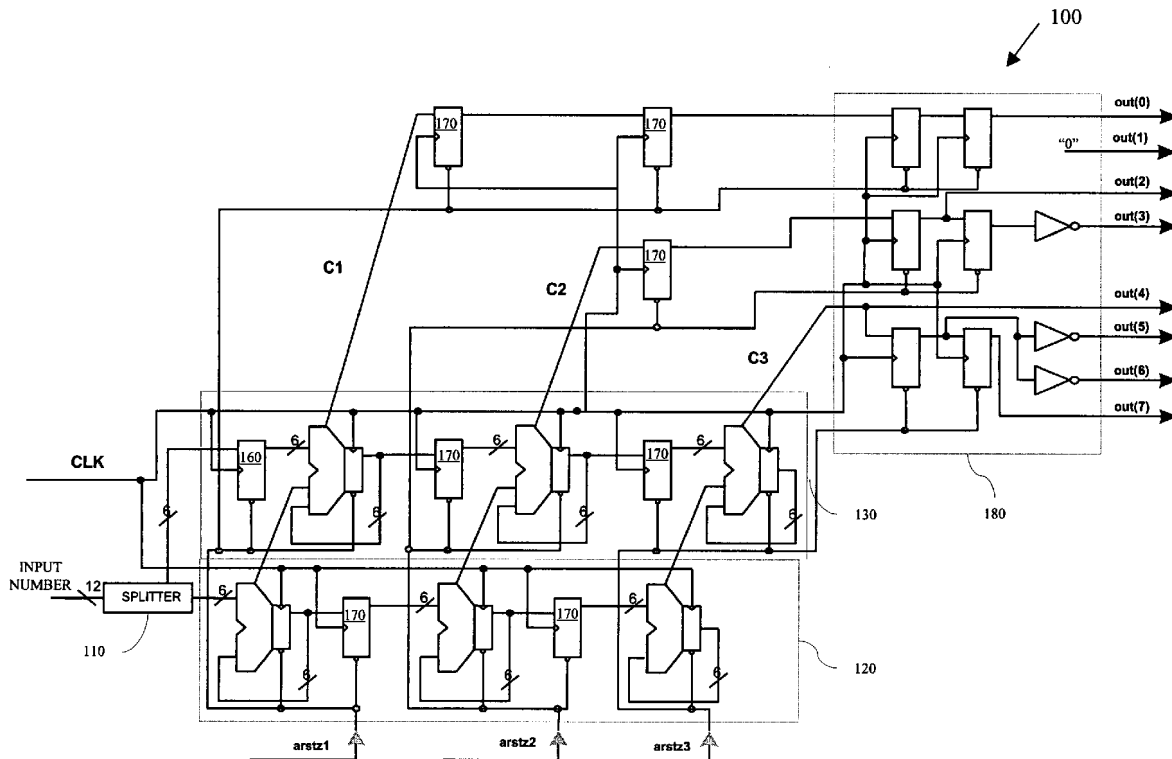 100
out(0)
170
170
"0"
out(1)
out(2)
out(3)
170
C1
C2
out(4)
out(5)
C3
out(6)
out(7)
6
6
6
CLK
160
170
170
6
6
6
6
130
180
INPUT
NUMBER
12
SPLITTER
6
6
6
170
170
110
6
6
6
120
arstz1
arstz2
arstz3